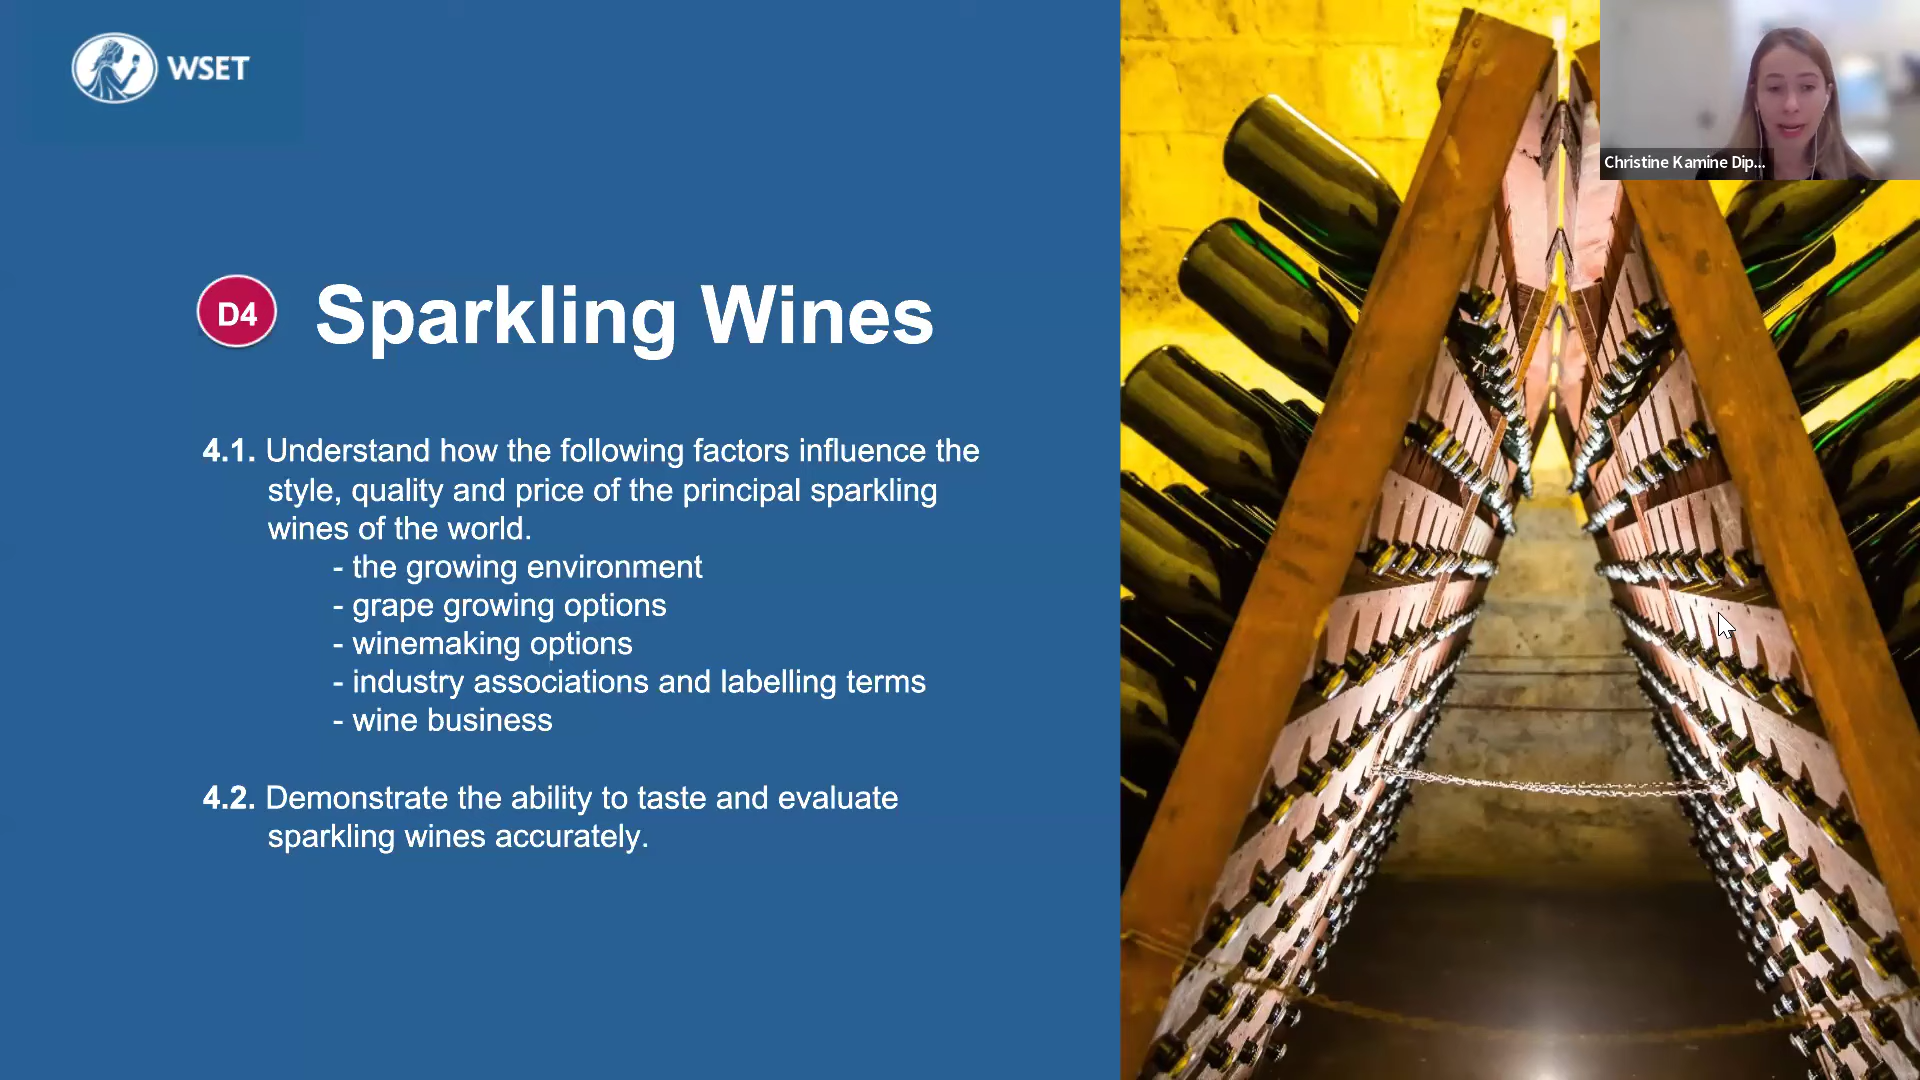 WSET
Christine Kamine Dip...
D4 Sparkling Wines
4.1. Understand how the following factors influence the
style, quality and price of the principal sparkling
wines of the world.
- the growing environment
- grape growing options
- winemaking options
- industry associations and labelling terms
- wine business
4.2. Demonstrate the ability to taste and evaluate
sparkling wines accurately.